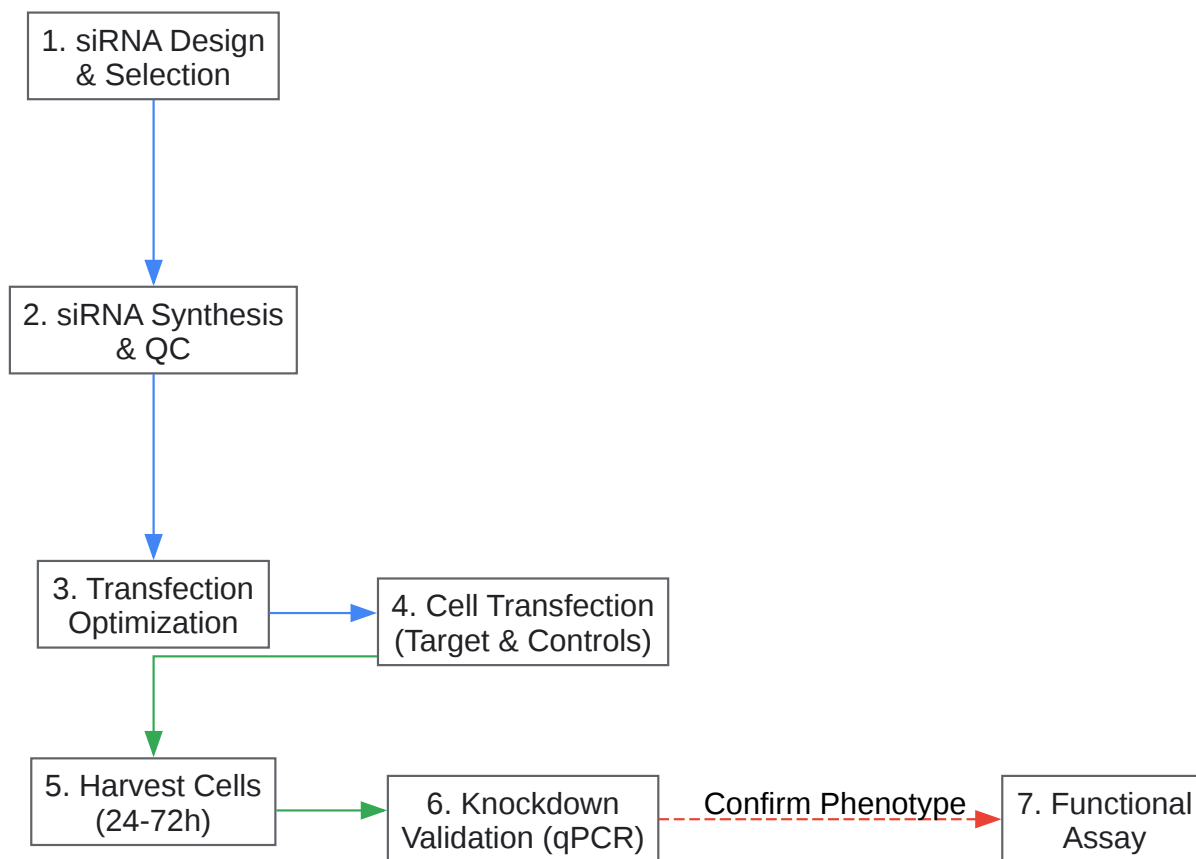 1. siRNA Design
& Selection
2. siRNA Synthesis
& QC
3. Transfection
Optimization
4. Cell Transfection
(Target & Controls)
5. Harvest Cells
(24-72h)
6. Knockdown
Validation (qPCR)
Confirm Phenotype
7. Functional
Assay